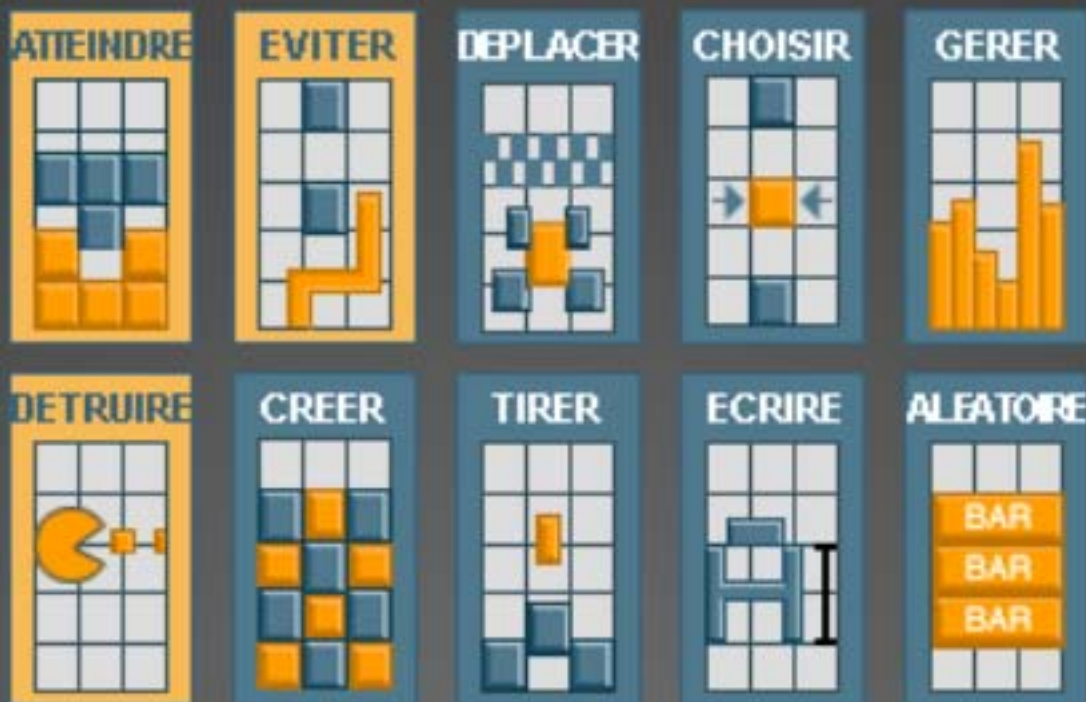 ATTEINDRE EVITER DEPLACER CHOISIR GERER
DETRUIRE CREER TIRER ECRIRE ALEATOIRE
BAR
BAR
BAR